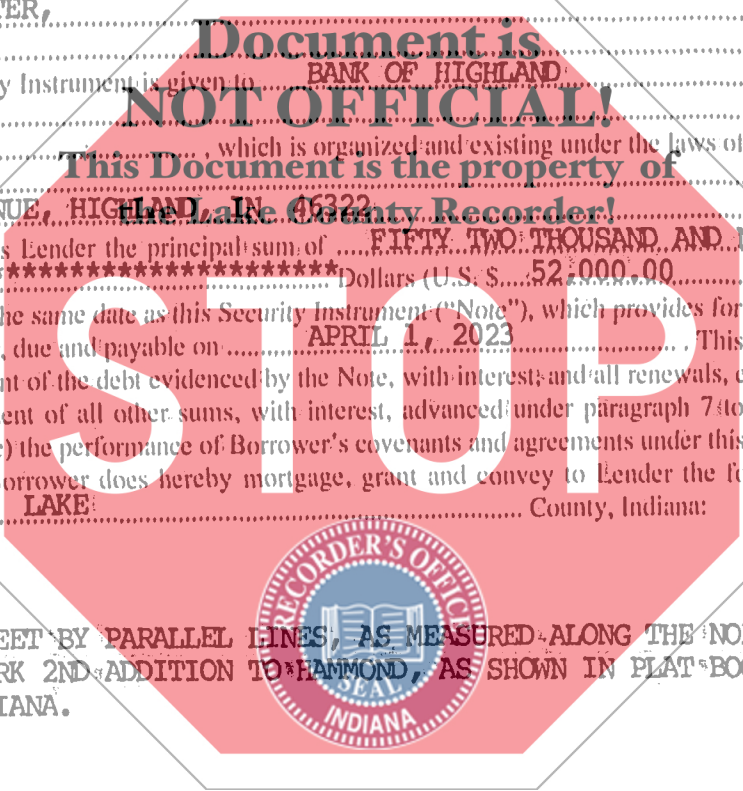 TER,
Document is
y Instrument is given to BANK OF HIGHLAND
NOT OFFICIAL!
, which is organized and existing under the laws of
This Document is the property of
NUE, HIGHLAND, IN 46322
the Lake County Recorder!
s Lender the principal sum of FIFTY TWO THOUSAND AND N
********************** Dollars (U.S. $ 52,000.00
STOP
he same date as this Security Instrument ("Note"), which provides for
, due and payable on APRIL 1, 2023 This
nt of the debt evidenced by the Note, with interest, and all renewals, e
ent of all other sums, with interest, advanced under paragraph 7 to
e) the performance of Borrower's covenants and agreements under this
orrower does hereby mortgage, grant and convey to Lender the fo
LAKE County, Indiana:
RECORDER'S OFFICE
SEAL
INDIANA
EET BY PARALLEL LINES, AS MEASURED ALONG THE NO
RK 2ND ADDITION TO HAMMOND, AS SHOWN IN PLAT BOO
IANA.